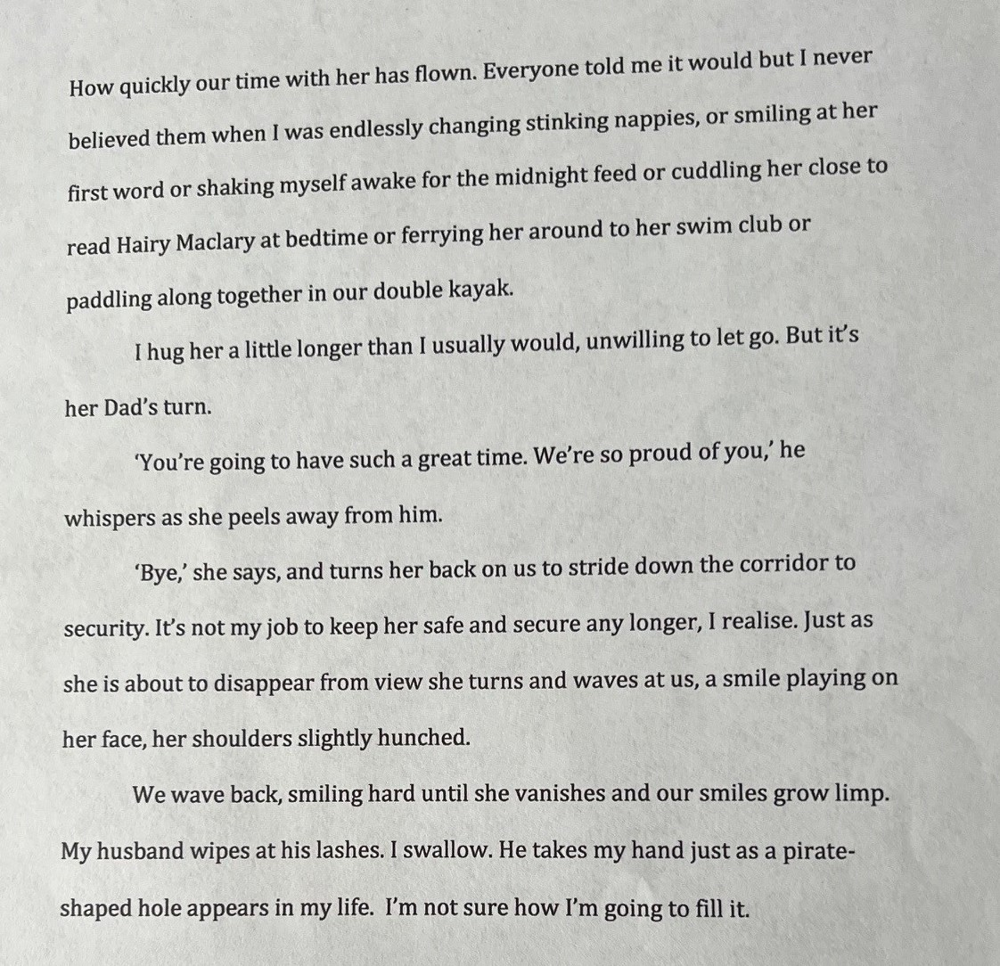 How quickly our time with her has flown. Everyone told me it would but I never
believed them when I was endlessly changing stinking nappies, or smiling at her
first word or shaking myself awake for the midnight feed or cuddling her close to
read Hairy Maclary at bedtime or ferrying her around to her swim club or
paddling along together in our double kayak.
I hug her a little longer than I usually would, unwilling to let go. But it’s
her Dad’s turn.
‘You’re going to have such a great time. We’re so proud of you,’ he
whispers as she peels away from him.
‘Bye,’ she says, and turns her back on us to stride down the corridor to
security. It’s not my job to keep her safe and secure any longer, I realise. Just as
she is about to disappear from view she turns and waves at us, a smile playing on
her face, her shoulders slightly hunched.
We wave back, smiling hard until she vanishes and our smiles grow limp.
My husband wipes at his lashes. I swallow. He takes my hand just as a pirate-
shaped hole appears in my life.  I’m not sure how I’m going to fill it.